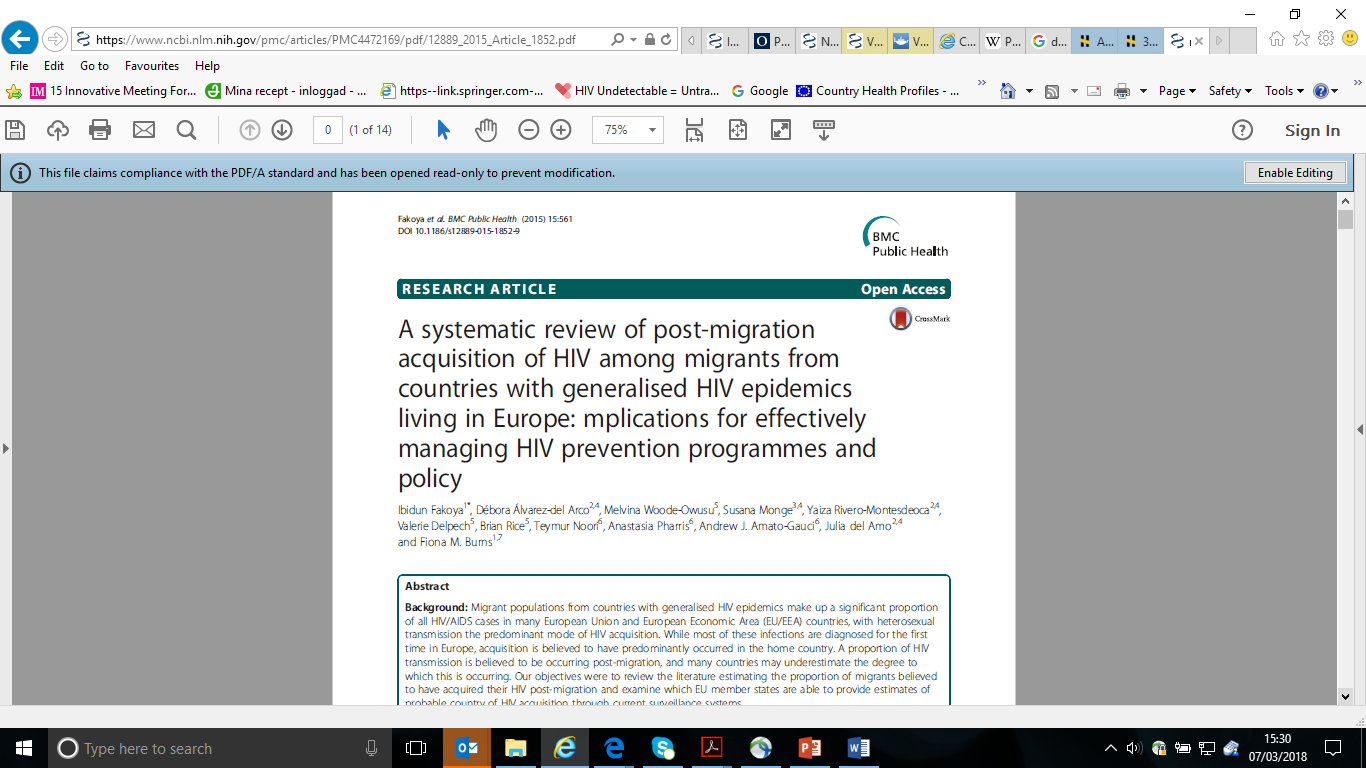 https://www.ncbi.nlm.nih.gov/pmc/articles/PMC4472169/pdf/12889_2015_Article_1852.pdf
I... P... N... V... V... C... W P... G d... A... 3...
File Edit Go to Favourites Help
IM 15 Innovative Meeting For... Mina recept - inloggad - ... https--link.springer.com-... HIV Undetectable = Untra... Google Country Health Profiles - ... Page Safety Tools
0 (1 of 14) 75% Sign In
This file claims compliance with the PDF/A standard and has been opened read-only to prevent modification. Enable Editing
Fakoya et al. BMC Public Health (2015) 15:561
DOI 10.1186/s12889-015-1852-9
BMC
Public Health
RESEARCH ARTICLE Open Access
CrossMark
A systematic review of post-migration
acquisition of HIV among migrants from
countries with generalised HIV epidemics
living in Europe: mplications for effectively
managing HIV prevention programmes and
policy
Ibidun Fakoya1*, Débora Álvarez-del Arco2,4, Melvina Woode-Owusu5, Susana Monge3,4, Yaiza Rivero-Montesdeoca2,4,
Valerie Delpech5, Brian Rice5, Teymur Noori6, Anastasia Pharris6, Andrew J. Amato-Gauci6, Julia del Amo2,4
and Fiona M. Burns1,7
Abstract
Background: Migrant populations from countries with generalised HIV epidemics make up a significant proportion
of all HIV/AIDS cases in many European Union and European Economic Area (EU/EEA) countries, with heterosexual
transmission the predominant mode of HIV acquisition. While most of these infections are diagnosed for the first
time in Europe, acquisition is believed to have predominantly occurred in the home country. A proportion of HIV
transmission is believed to be occurring post-migration, and many countries may underestimate the degree to
which this is occurring. Our objectives were to review the literature estimating the proportion of migrants believed
to have acquired their HIV post-migration and examine which EU member states are able to provide estimates of
probable country of HIV acquisition through current surveillance systems.
Type here to search
15:30
07/03/2018